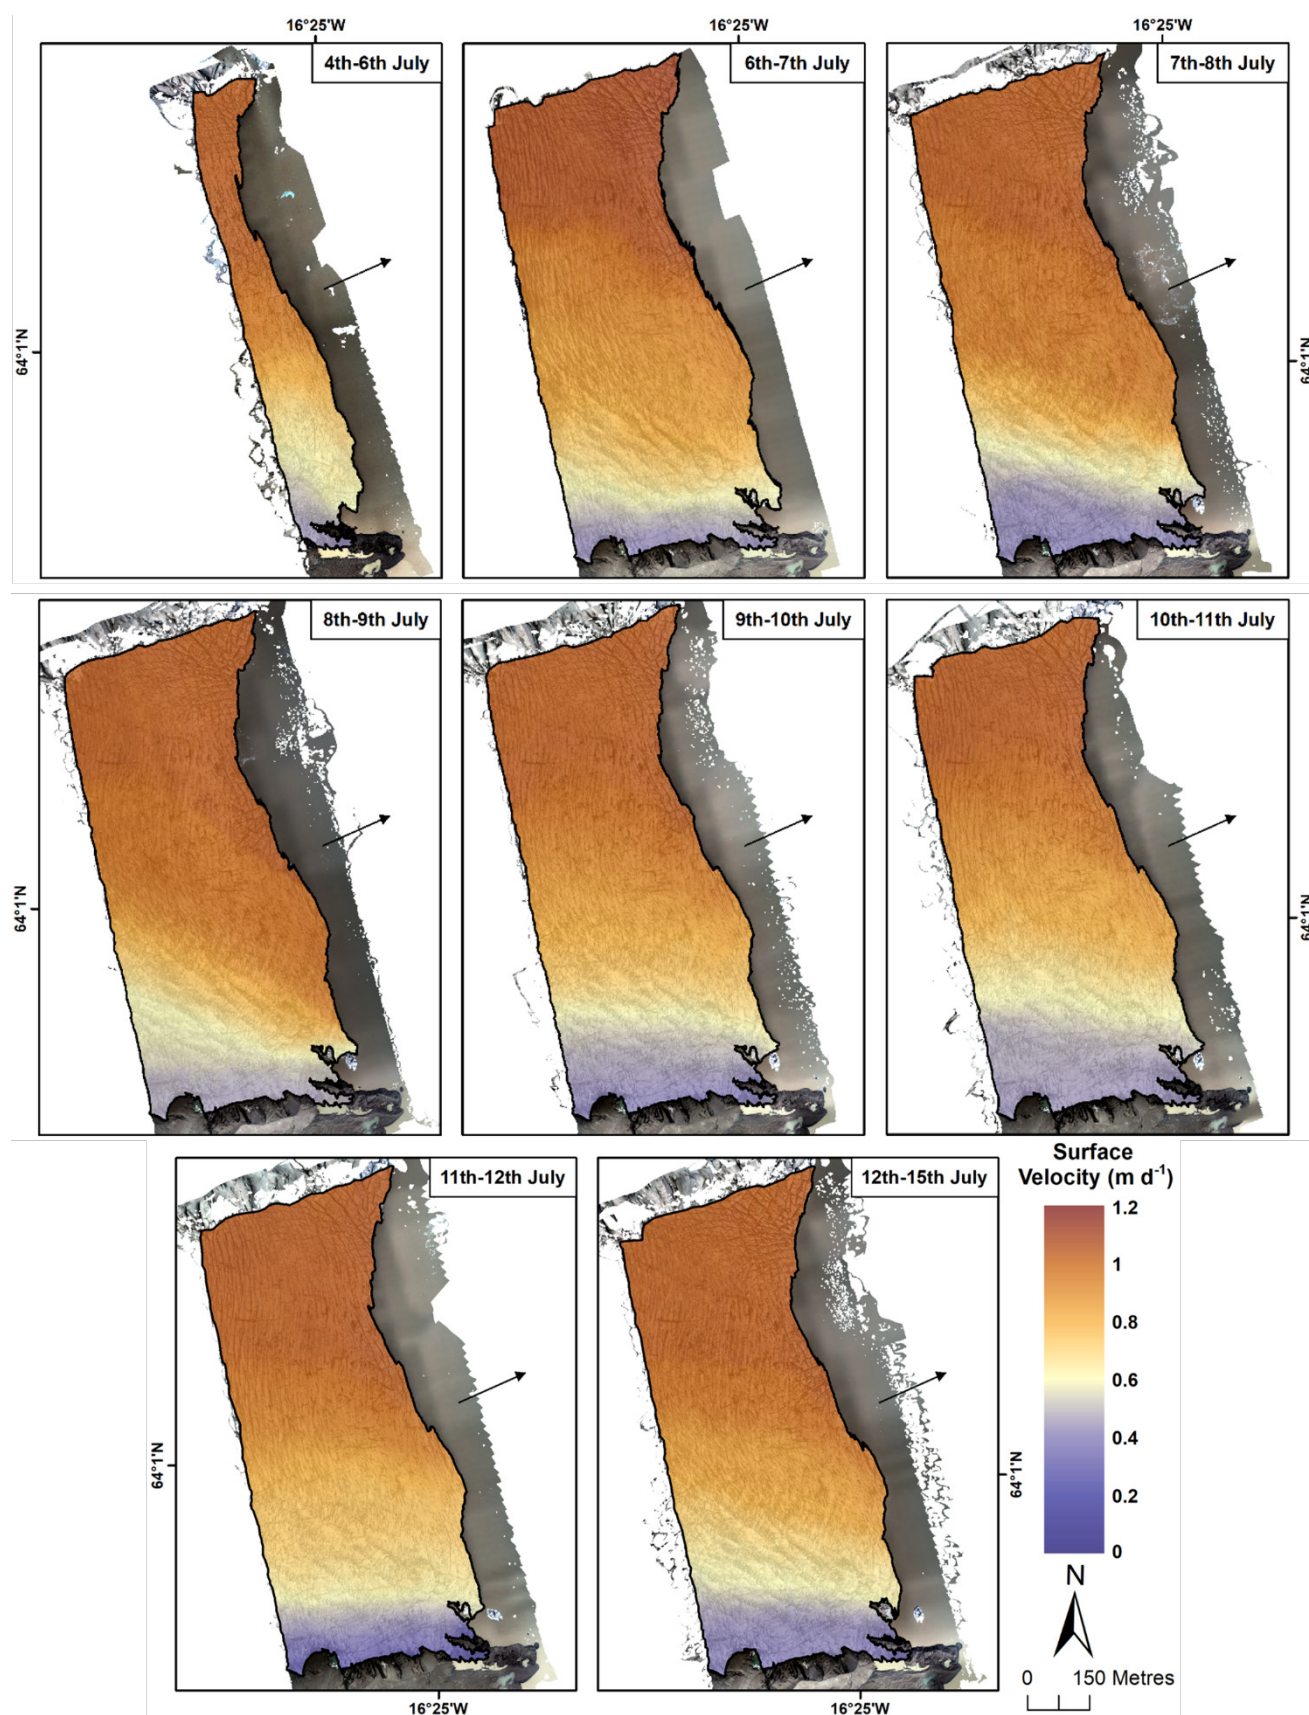 16°25'W
16°25'W
16°25'W
4th-6th July
6th-7th July
7th-8th July
64°1'N
64°1'N
8th-9th July
9th-10th July
10th-11th July
64°1'N
64°1'N
11th-12th July
12th-15th July
64°1'N
64°1'N
16°25'W
16°25'W
Surface
Velocity (m d⁻¹)
1.2
1
0.8
0.6
0.4
0.2
0
N
0 150 Metres